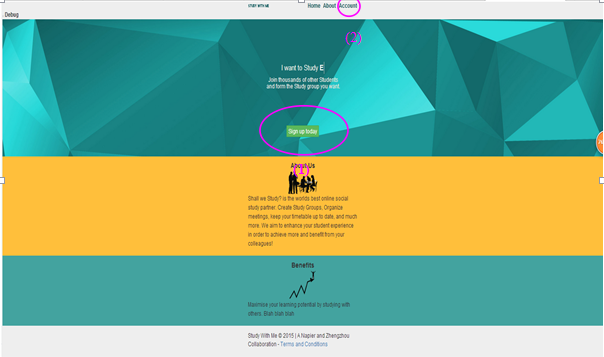 STUDY WITH ME
Home About Account
Debug
(2)
I want to Study E
Join thousands of other Students
and form the Study group you want
Sign up today
About Us
(1)
Shall we Study? is the worlds best online social
study partner. Create Study Groups, Organize
meetings, keep your timetable up to date, and much
more. We aim to enhance your student experience
in order to achieve more and benefit from your
colleagues!
Benefits
Maximise your learning potential by studying with
others. Blah blah blah.
Study With Me © 2015 | A Napier and Zhengzhou
Collaboration - Terms and Conditions